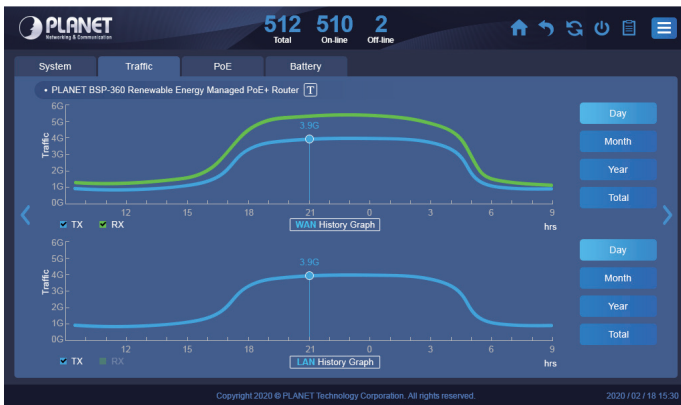 PLANET
Networking & Communication
512 510 2
Total On-line Off-line
System Traffic PoE Battery
• PLANET BSP-360 Renewable Energy Managed PoE+ Router T
6G
5G
4G
3G
2G
1G
0G
Traffic
3.9G
12 15 18 21 0 3 6 9
hrs
TX RX
WAN History Graph
Day
Month
Year
Total
6G
5G
4G
3G
2G
1G
0G
Traffic
3.9G
12 15 18 21 0 3 6 9
hrs
TX RX
LAN History Graph
Day
Month
Year
Total
Copyright 2020 © PLANET Technology Corporation. All rights reserved.
2020 / 02 / 18 15:30